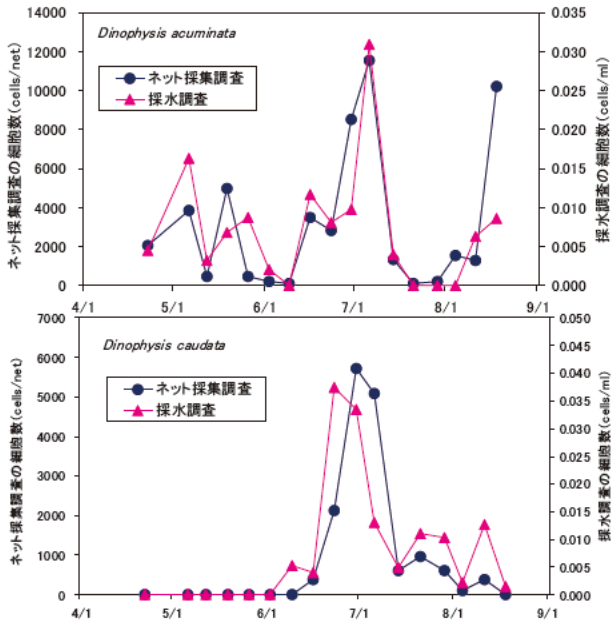 Dinophysis acuminata
ネット採集調査
採水調査
ネット採集調査の細胞数(cells/net)
14000
12000
10000
8000
6000
4000
2000
0
採水調査の細胞数(cells/ml)
0.035
0.030
0.025
0.020
0.015
0.010
0.005
0.000
4/1 5/1 6/1 7/1 8/1 9/1
Dinophysis caudata
ネット採集調査
採水調査
ネット採集調査の細胞数(cells/net)
7000
6000
5000
4000
3000
2000
1000
0
採水調査の細胞数(cells/ml)
0.050
0.045
0.040
0.035
0.030
0.025
0.020
0.015
0.010
0.005
0.000
4/1 5/1 6/1 7/1 8/1 9/1